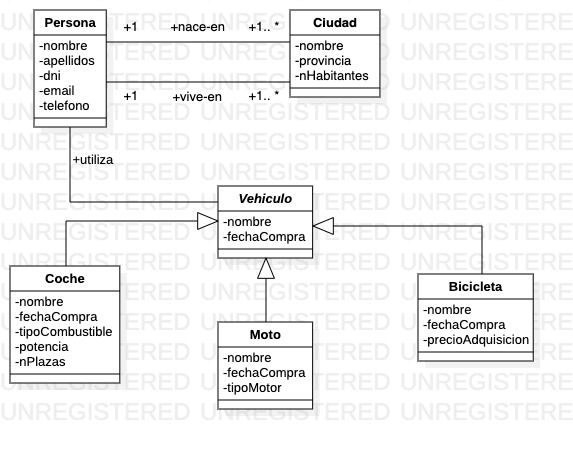 UNREGISTERED UNREGISTERED UNREGISTERED
Persona
-nombre
-apellidos
-dni
-email
-telefono
+1 +nace-en +1.. *
+1 +vive-en +1.. *
Ciudad
-nombre
-provincia
-nHabitantes
+utiliza
Vehiculo
-nombre
-fechaCompra
Coche
-nombre
-fechaCompra
-tipoCombustible
-potencia
-nPlazas
Moto
-nombre
-fechaCompra
-tipoMotor
Bicicleta
-nombre
-fechaCompra
-precioAdquisicion